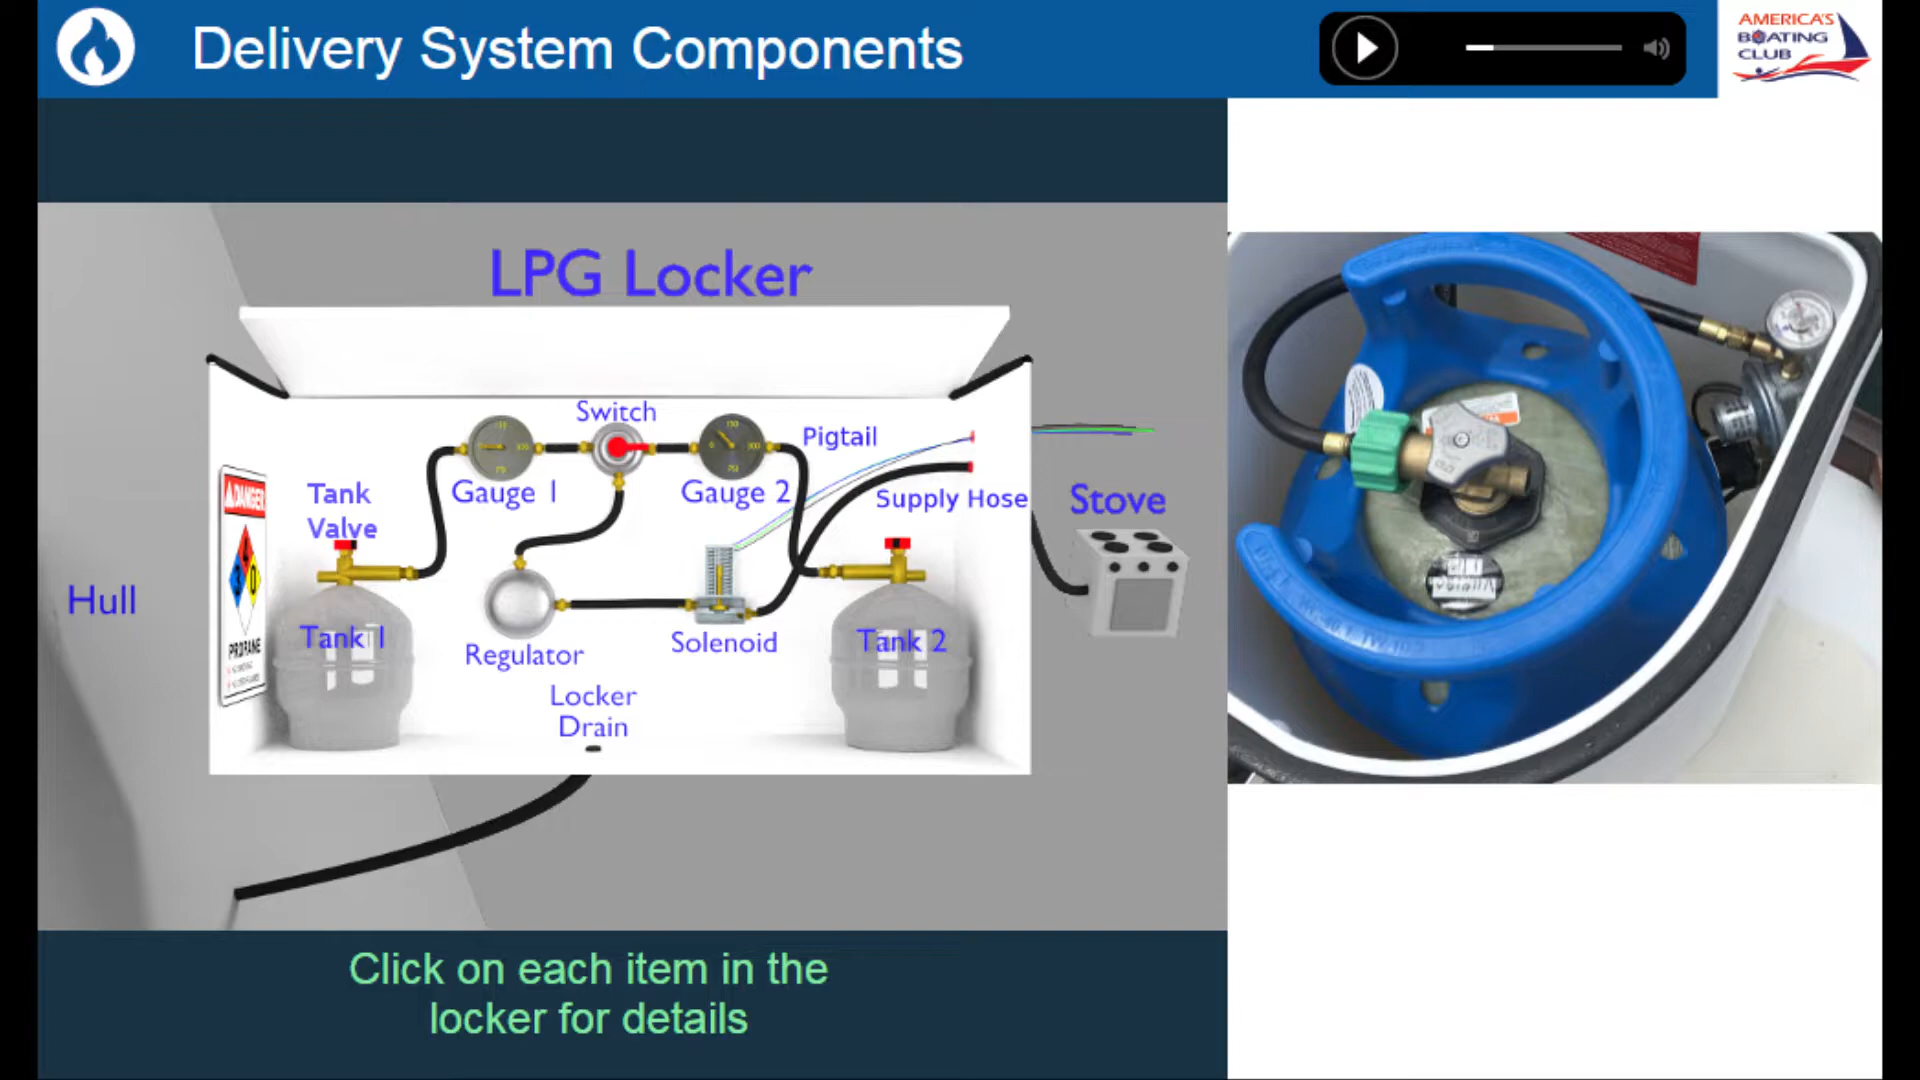 Delivery System Components
AMERICA'S
BOATING
CLUB
LPG Locker
Switch
Pigtail
Gauge 1
Gauge 2
Supply Hose
Stove
Tank
Valve
DANGER
Hull
PROPANE
Tank 1
Regulator
Solenoid
Tank 2
Locker
Drain
Click on each item in the
locker for details